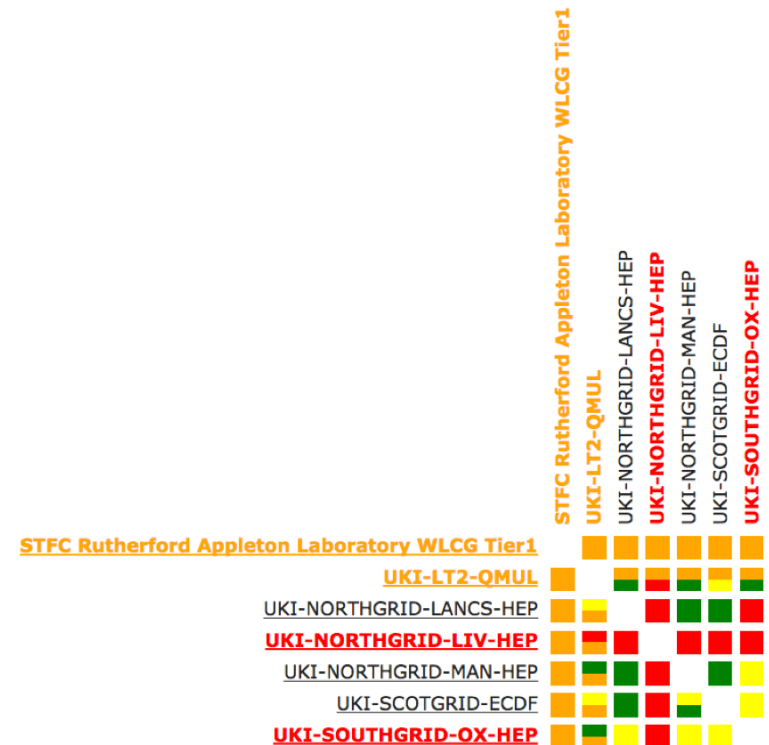 STFC Rutherford Appleton Laboratory WLCG Tier1
UKI-LT2-QMUL
UKI-NORTHGRID-LANCS-HEP
UKI-NORTHGRID-LIV-HEP
UKI-NORTHGRID-MAN-HEP
UKI-SCOTGRID-ECDF
UKI-SOUTHGRID-OX-HEP
STFC Rutherford Appleton Laboratory WLCG Tier1
UKI-LT2-QMUL
UKI-NORTHGRID-LANCS-HEP
UKI-NORTHGRID-LIV-HEP
UKI-NORTHGRID-MAN-HEP
UKI-SCOTGRID-ECDF
UKI-SOUTHGRID-OX-HEP